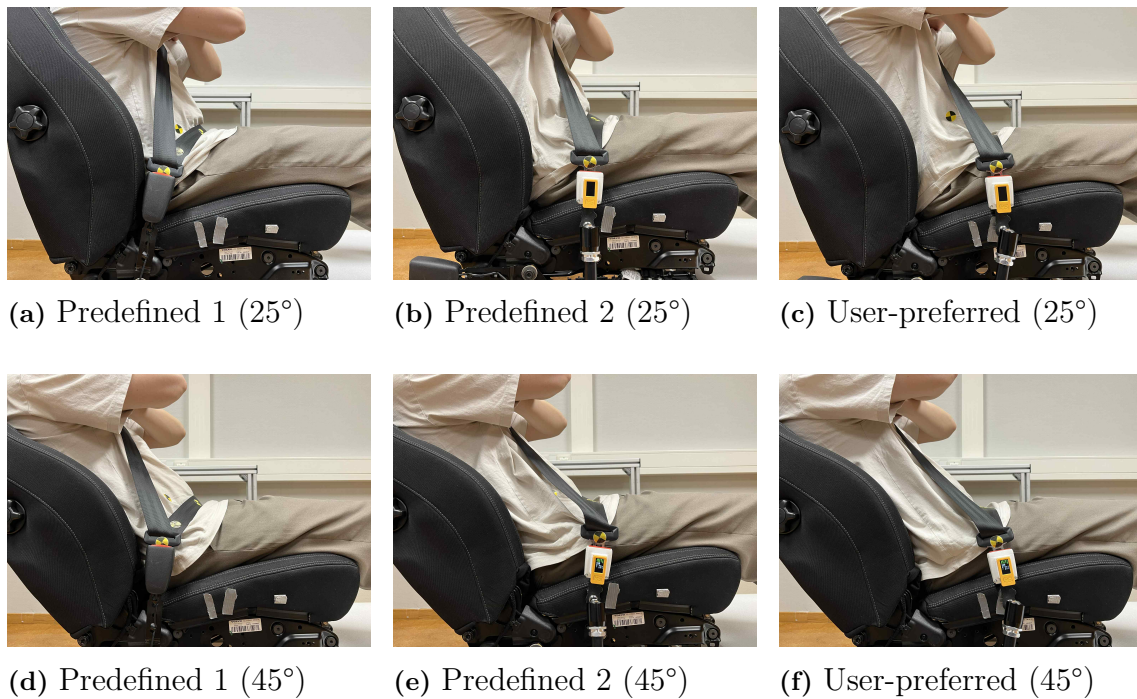 (a) Predefined 1 (25°)
(b) Predefined 2 (25°)
(c) User-preferred (25°)
(d) Predefined 1 (45°)
(e) Predefined 2 (45°)
(f) User-preferred (45°)